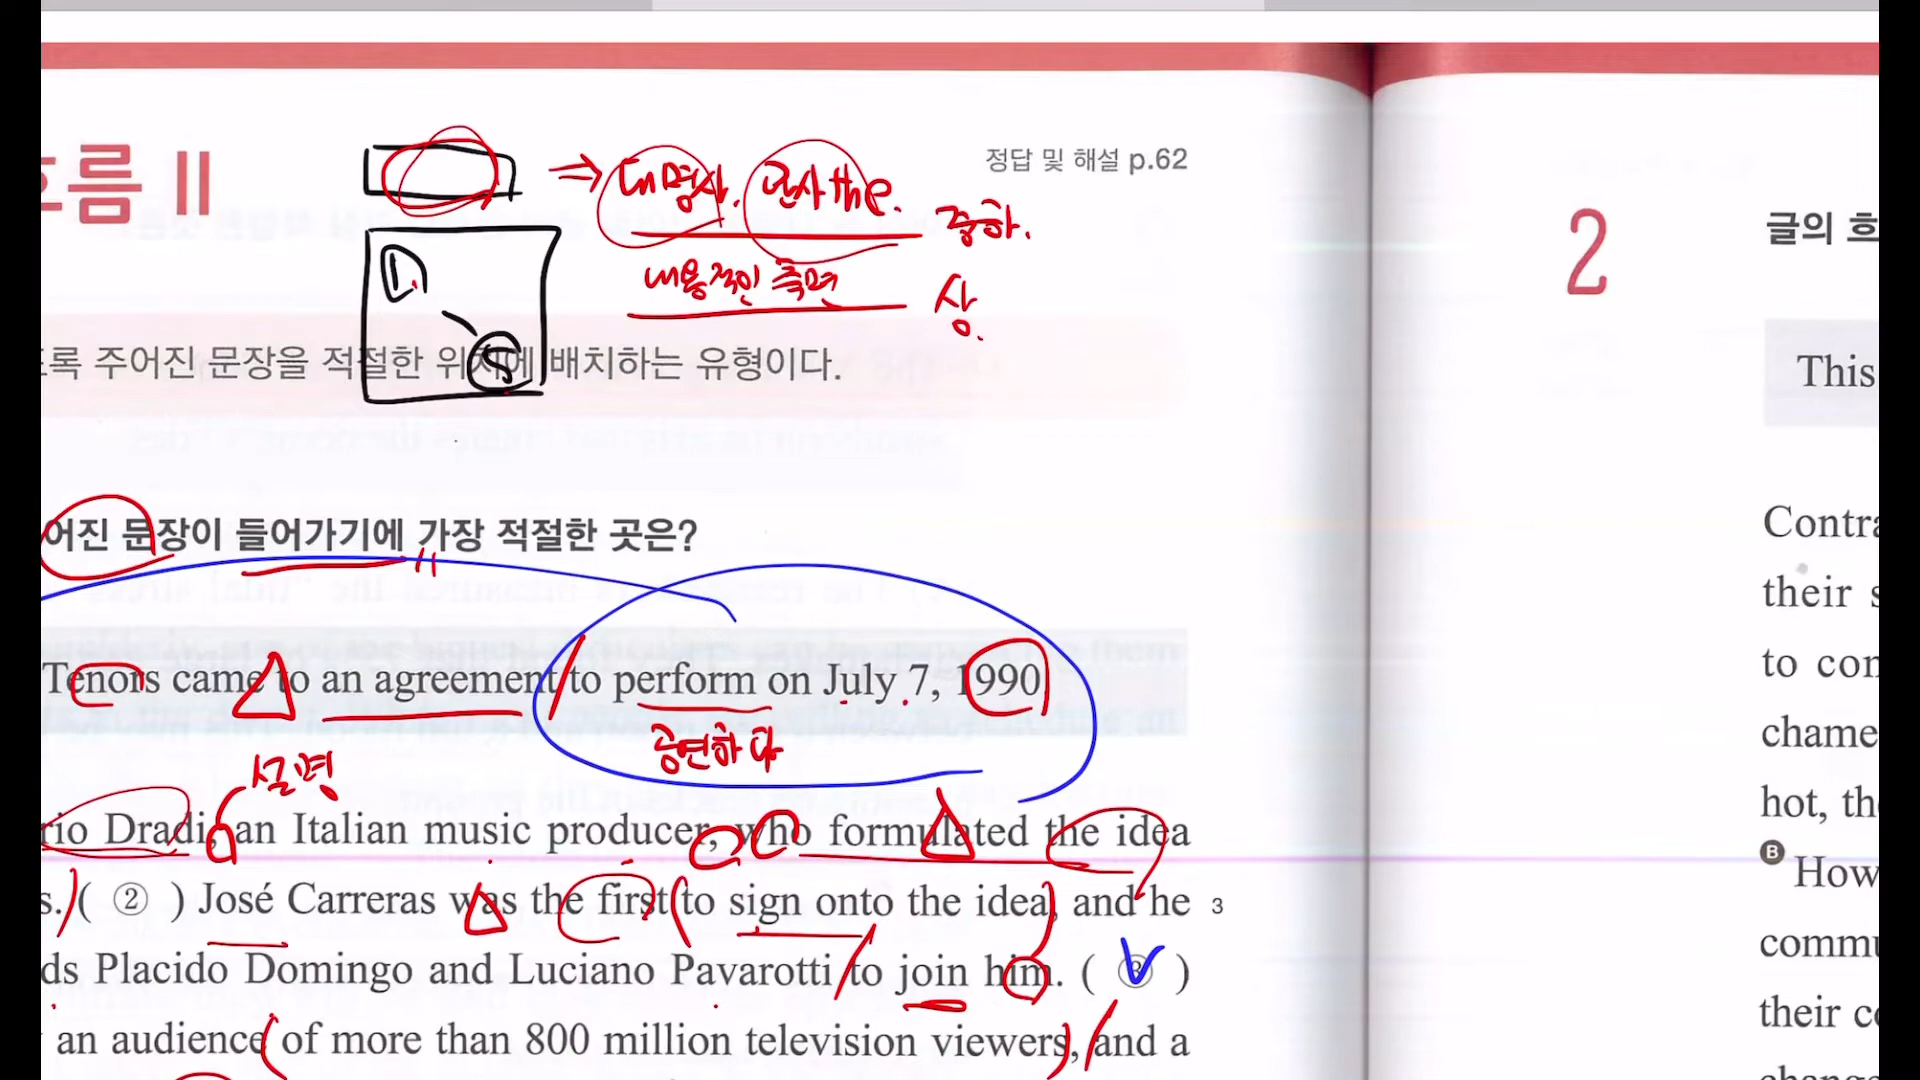 흐름 II
정답 및 해설 p.62
⇒ 대명사, 관사 the. 중하.
내용적인 측면 상.
1.
5
도록 주어진 문장을 적절한 위치에 배치하는 유형이다.
어진 문장이 들어가기에 가장 적절한 곳은?
Tenors came to an agreement to perform on July 7, 1990.
공연하다
설명
rio Dradi, an Italian music producer, who formulated the idea
s. ( ② ) José Carreras was the first to sign onto the idea, and he 3
ds Placido Domingo and Luciano Pavarotti to join him. ( ③ )
an audience of more than 800 million television viewers, and a
2
글의 흐
This
Contra
their s
to con
chame
hot, the
B How
commu
their co